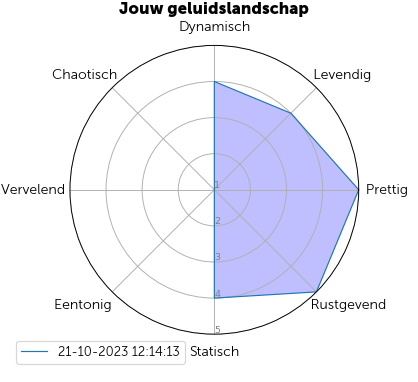 Jouw geluidslandschap
Dynamisch
Chaotisch
Levendig
Vervelend
1
Prettig
2
3
4
Eentonig
Rustgevend
5
21-10-2023 12:14:13
Statisch